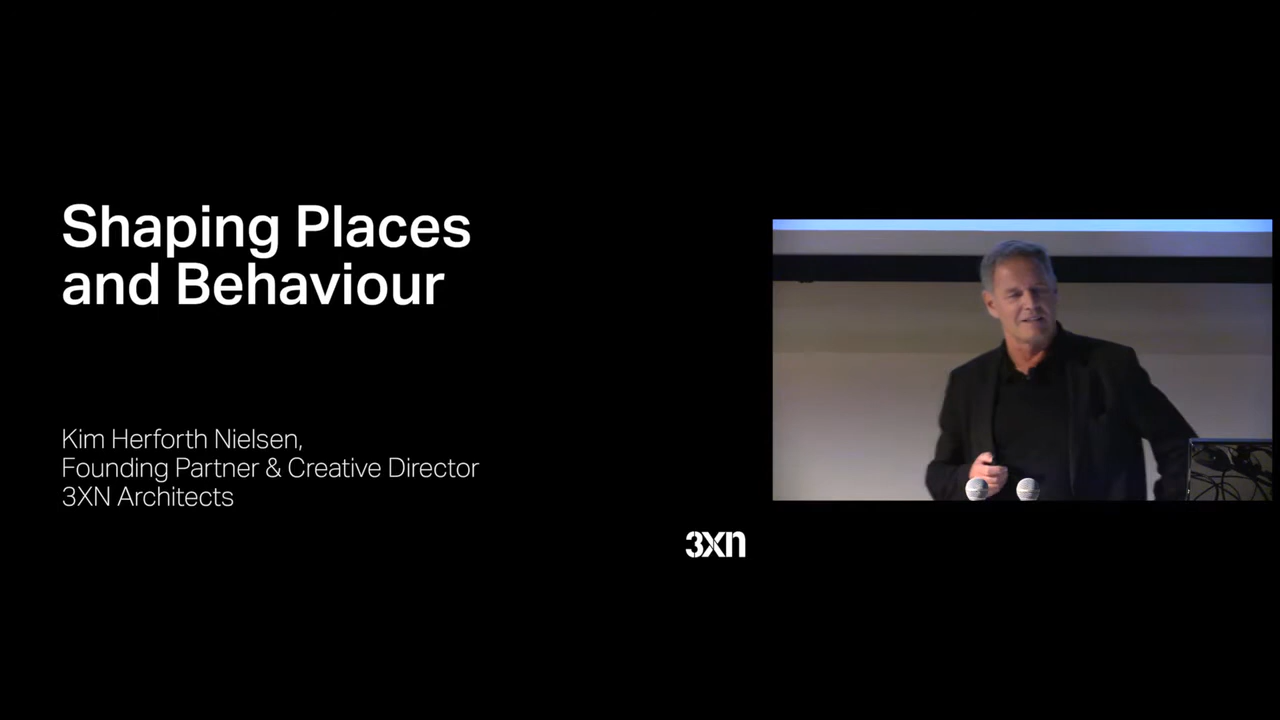 Shaping Places
and Behaviour
Kim Herforth Nielsen,
Founding Partner & Creative Director
3XN Architects
3xn